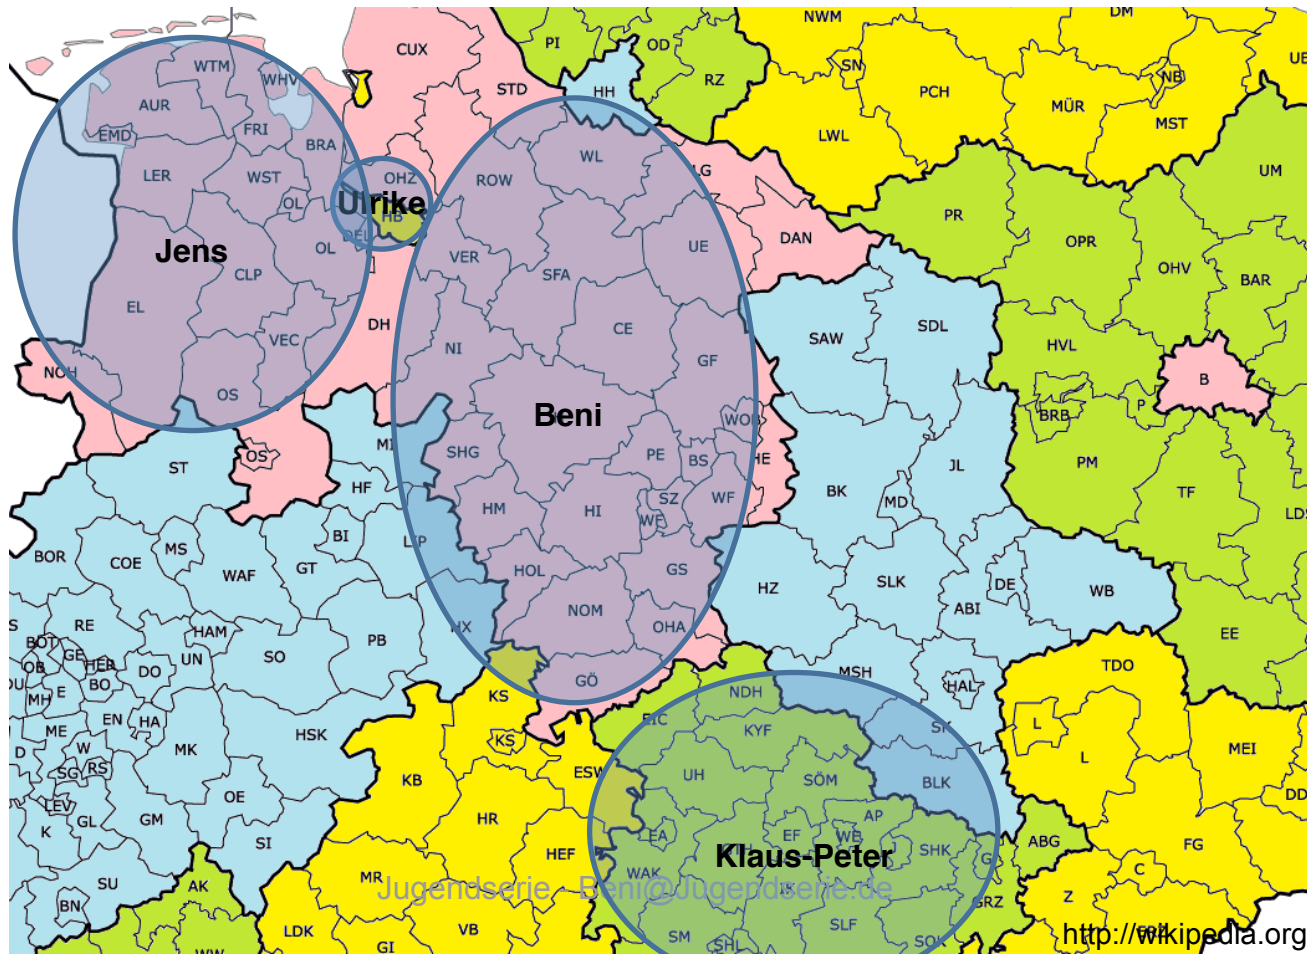 NWM
DM
CUX
PI
OD
RZ
SN
NB
WTM
WHV
STD
HH
PCH
MÜR
MST
AUR
FRI
EMD
BRA
WL
LWL
LER
WST
OHZ
ROW
UM
OL
Ulrike
HB
PR
DEL
DAN
OPR
Jens
OL
VER
UE
CLP
SFA
OHV
BAR
EL
DH
CE
SAW
SDL
VEC
NI
GF
HVL
NOH
B
OS
Beni
WOB
BRB
P
SHG
PE
BS
OS
ST
JL
PM
HF
BK
MD
TF
HM
HI
SZ
WF
WF
BI
BOR
COE
MS
WAF
GT
HOL
GS
HZ
SLK
DE
WB
ABI
NOM
RE
HAM
PB
HX
OHA
EE
BOT
GE
HER
OB
DO
UN
SO
MSH
TDO
MH
E
BO
GÖ
HAL
EN
HA
KS
NDH
ME
HSK
EIC
KYF
L
W
MK
KS
MEI
D
SG
RS
KB
ESW
UH
SÖM
BLK
L
LEV
OE
GL
GM
HR
AP
K
SI
EA
EF
WE
SHK
ABG
FG
HEF
Klaus-Peter
G
SU
MR
WAK
C
AK
Jugendserie - Beni@Jugendserie.de
GRZ
Z
BN
LDK
GI
VB
SM
SHL
SLF
SOK
http://wikipedia.org